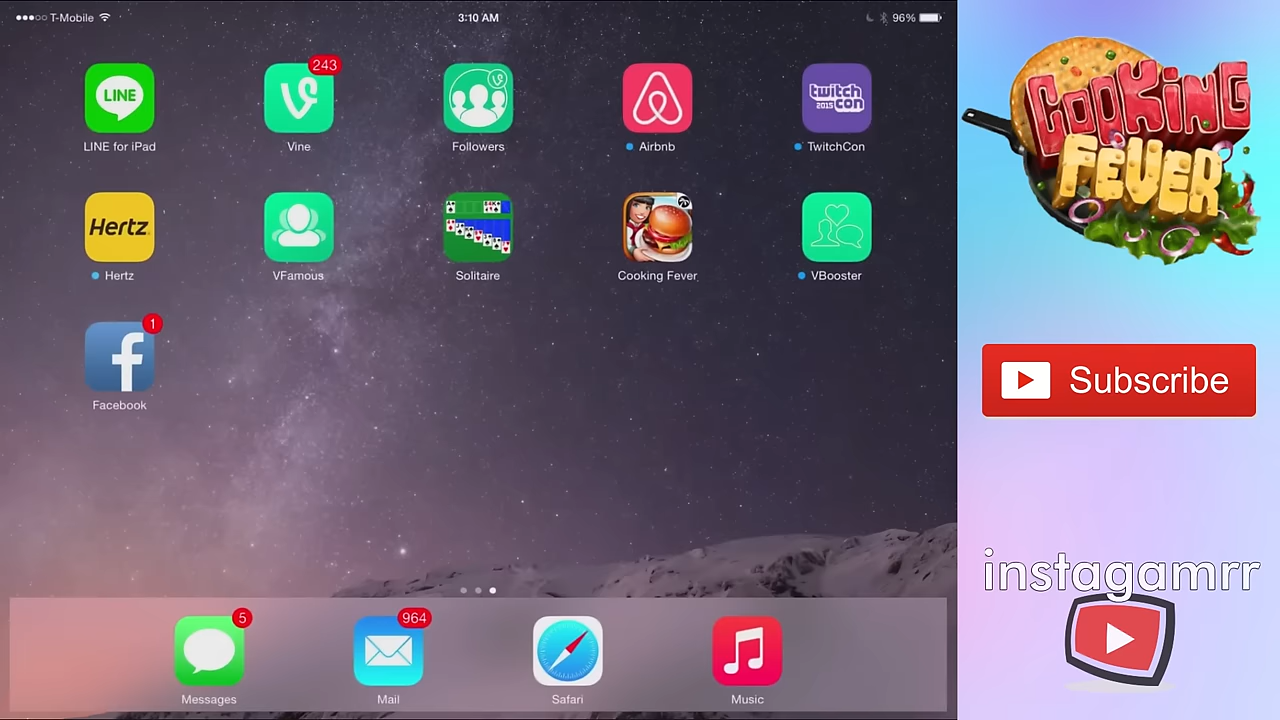 T-Mobile 3:10 AM 96%
243
LINE
twitch
2015 con
LINE for iPad Vine Followers Airbnb TwitchCon
Hertz
Hertz VFamous Solitaire Cooking Fever VBooster
1
Facebook
5 964
Messages Mail Safari Music
COOKING
FEVER
Subscribe
instagamrr